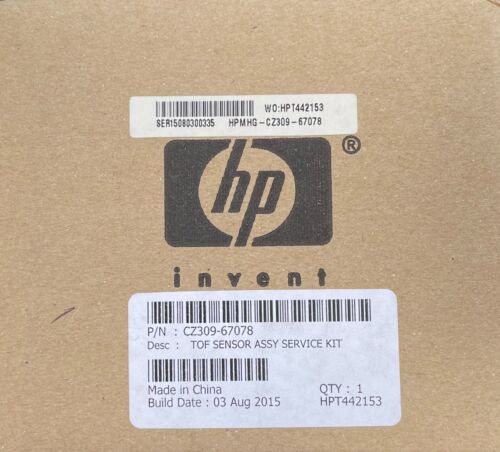 WO:HPT442153
SER15080300335 HPMHG-CZ309-67078
hp ®
invent
P/N : CZ309-67078
Desc : TOF SENSOR ASSY SERVICE KIT
Made in China QTY : 1
Build Date : 03 Aug 2015 HPT442153